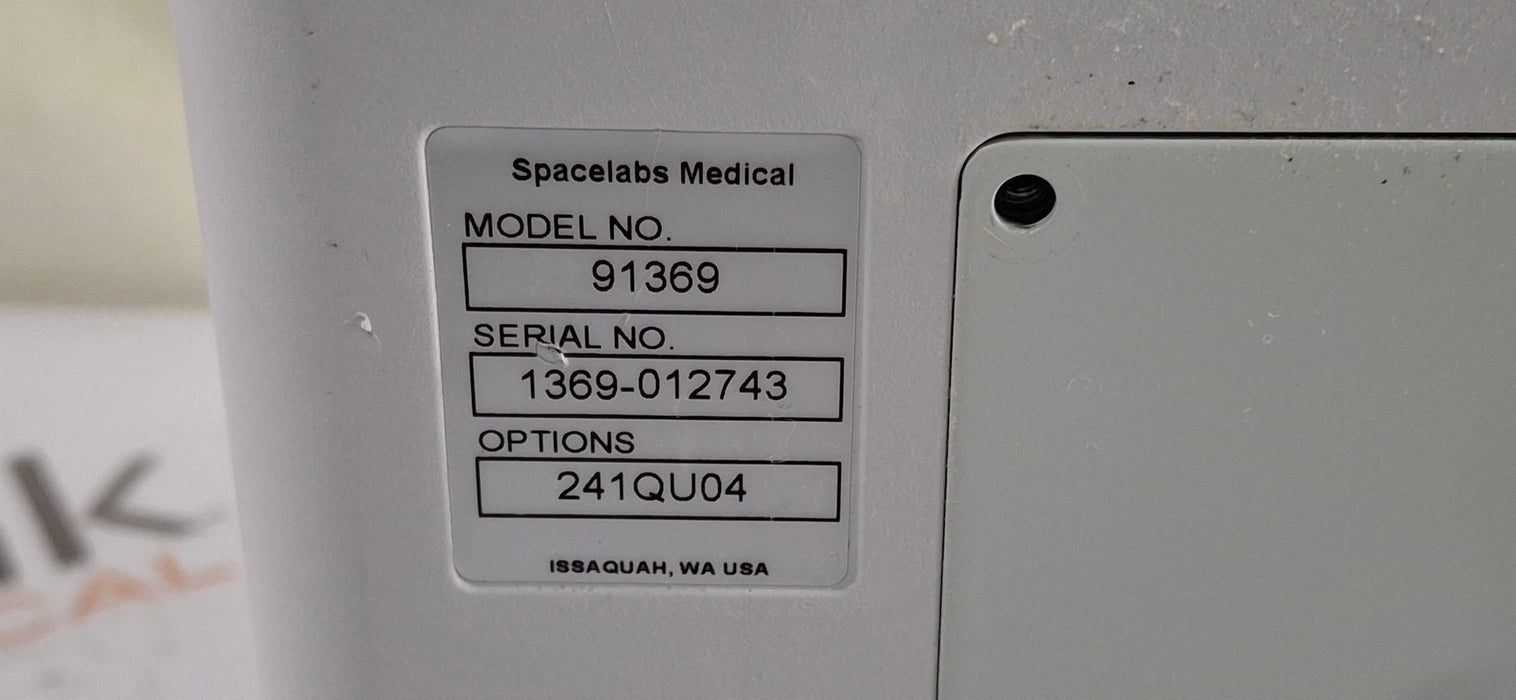 Spacelabs Medical
MODEL NO.
91369
SERIAL NO.
1369-012743
OPTIONS
241QU04
ISSAQUAH, WA USA